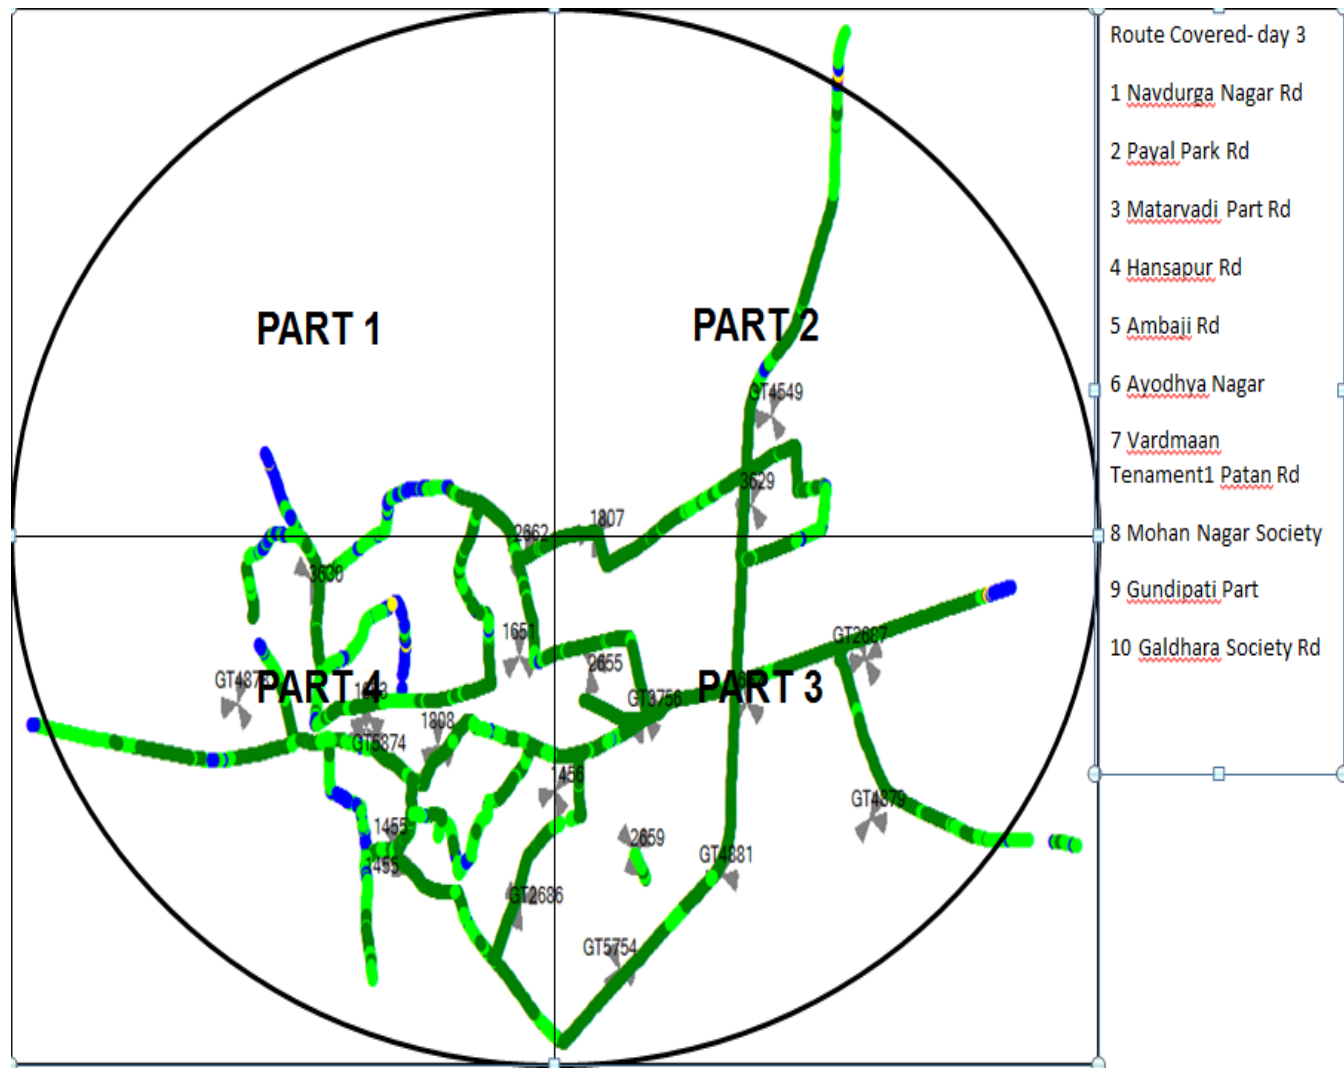 Route Covered- day 3
1 Navdurga Nagar Rd
2 Payal Park Rd
3 Matarvadi Part Rd
4 Hansapur Rd
5 Ambaji Rd
6 Ayodhya Nagar
7 Vardmaan
Tenament1 Patan Rd
8 Mohan Nagar Society
9 Gundipati Part
10 Galdhara Society Rd
PART 1
PART 2
GT4549
3629
1807
2662
3630
1651
GT2687
2655
PART 4
GT3756
PART 3
1808
GT5874
1456
GT4379
1455
2659
GT4881
1455
GT2686
GT5754